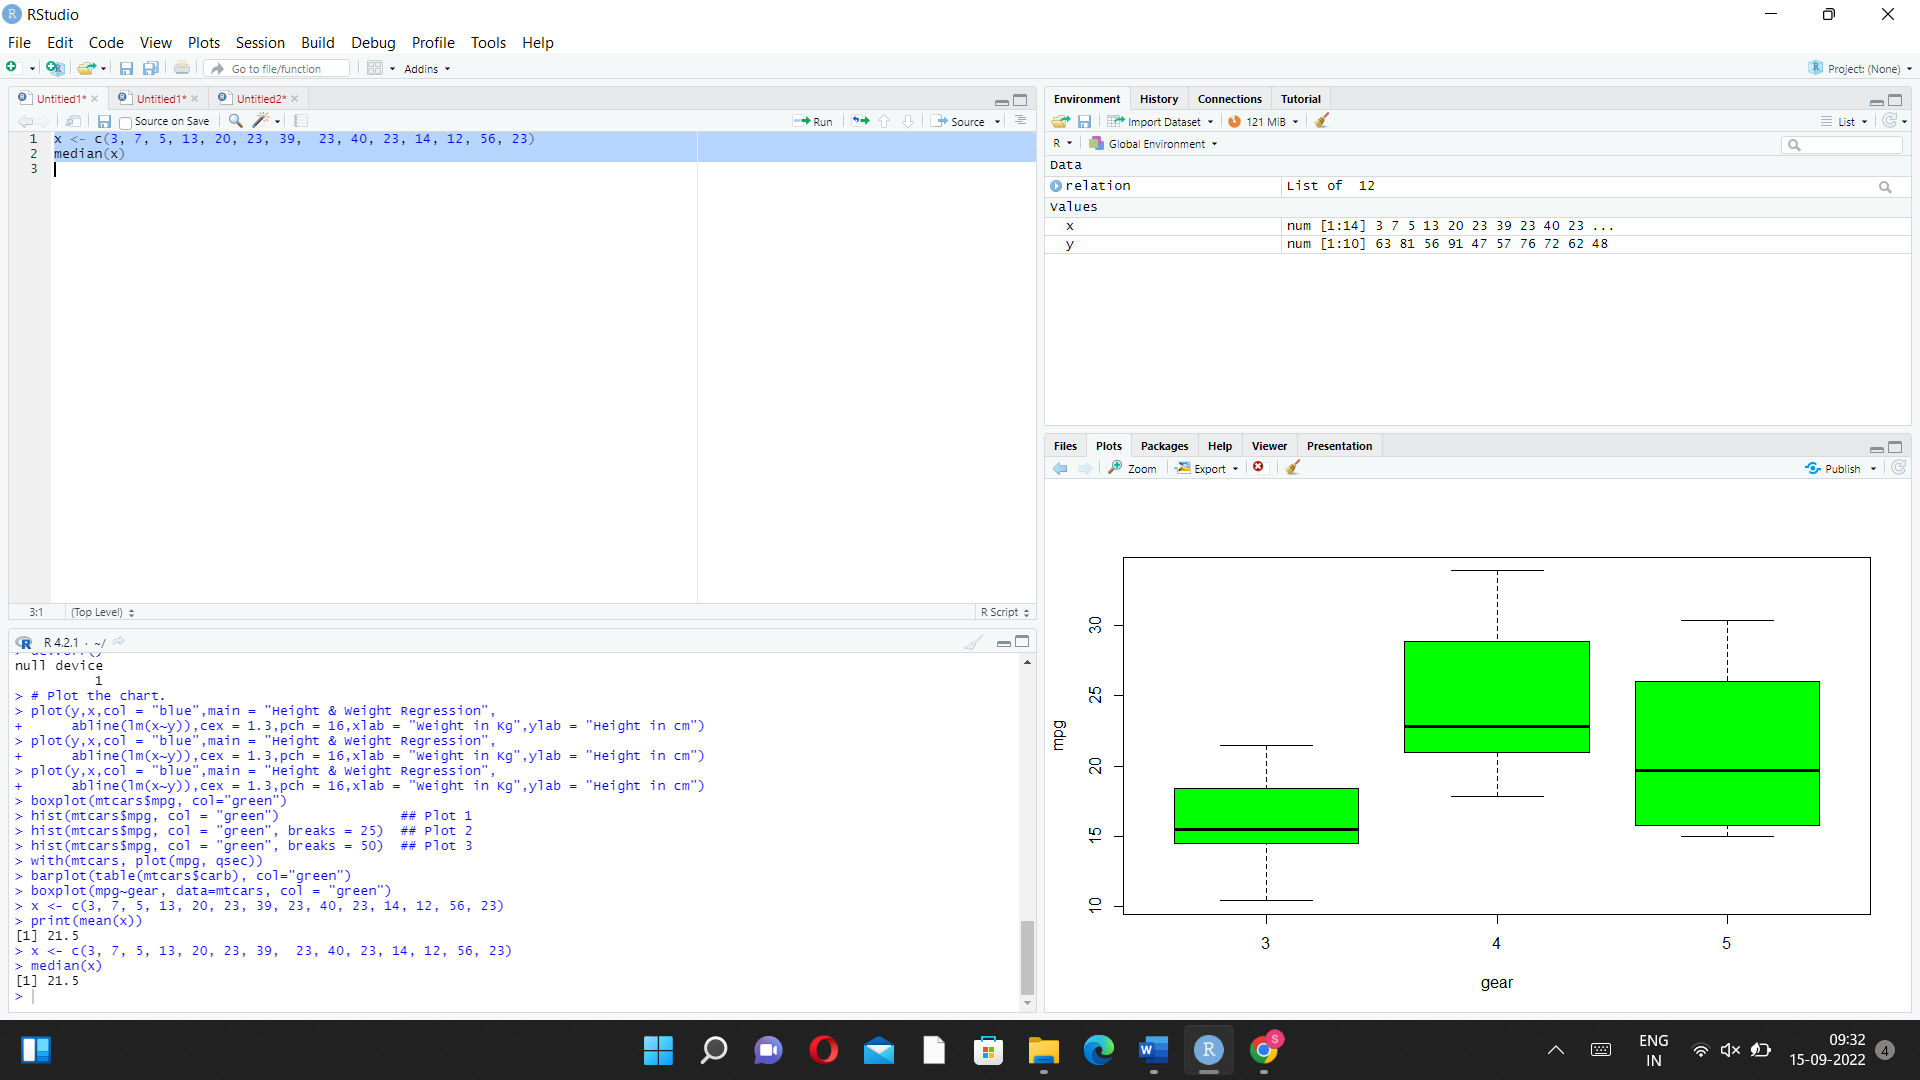 RStudio
File Edit Code View Plots Session Build Debug Profile Tools Help
Go to file/function Addins Project: (None)
Untitled1* Untitled1* Untitled2*
Source on Save Run Source
1 x <- c(3, 7, 5, 13, 20, 23, 39,  23, 40, 23, 14, 12, 56, 23)
2 median(x)
3
3:1 (Top Level) R Script
R 4.2.1 · ~/
null device
1
> # Plot the chart.
> plot(y,x,col = "blue",main = "Height & Weight Regression",
+      abline(lm(x~y)),cex = 1.3,pch = 16,xlab = "Weight in Kg",ylab = "Height in cm")
> plot(y,x,col = "blue",main = "Height & Weight Regression",
+      abline(lm(x~y)),cex = 1.3,pch = 16,xlab = "Weight in Kg",ylab = "Height in cm")
> plot(y,x,col = "blue",main = "Height & Weight Regression",
+      abline(lm(x~y)),cex = 1.3,pch = 16,xlab = "Weight in Kg",ylab = "Height in cm")
> boxplot(mtcars$mpg, col="green")
> hist(mtcars$mpg, col = "green")               ## Plot 1
> hist(mtcars$mpg, col = "green", breaks = 25)  ## Plot 2
> hist(mtcars$mpg, col = "green", breaks = 50)  ## Plot 3
> with(mtcars, plot(mpg, qsec))
> barplot(table(mtcars$carb), col="green")
> boxplot(mpg~gear, data=mtcars, col = "green")
> x <- c(3, 7, 5, 13, 20, 23, 39, 23, 40, 23, 14, 12, 56, 23)
> print(mean(x))
[1] 21.5
> x <- c(3, 7, 5, 13, 20, 23, 39,  23, 40, 23, 14, 12, 56, 23)
> median(x)
[1] 21.5
>
Environment History Connections Tutorial
Import Dataset 121 MiB List
R Global Environment
Data
relation List of  12
Values
x num [1:14] 3 7 5 13 20 23 39 23 40 23 ...
y num [1:10] 63 81 56 91 47 57 76 72 62 48
Files Plots Packages Help Viewer Presentation
Zoom Export Publish
30
25
20
15
10
mpg
3 4 5
gear
ENG
IN
09:32
15-09-2022
4